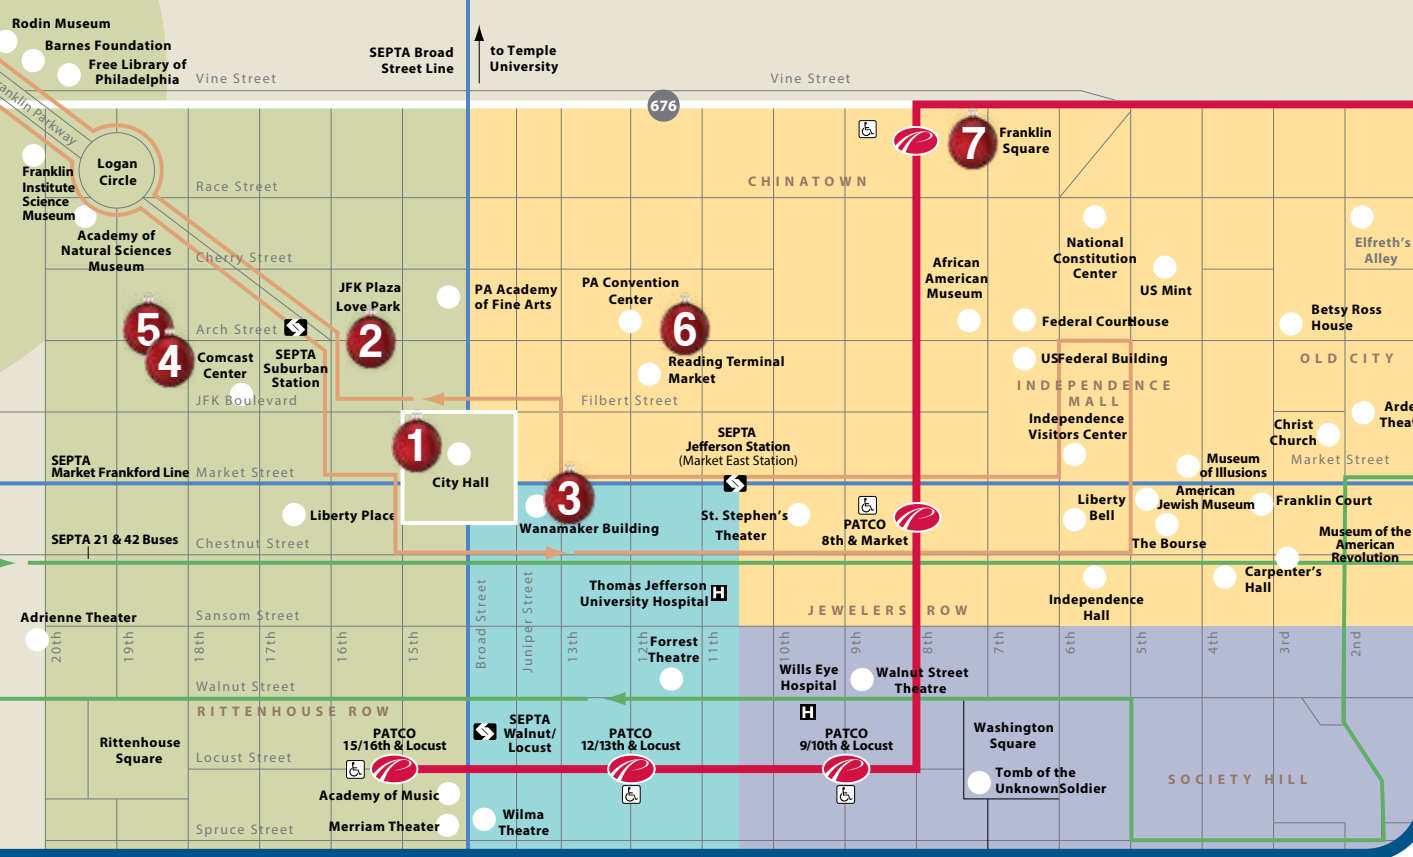 Rodin Museum
Barnes Foundation
Free Library of
Philadelphia
Vine Street
SEPTA Broad
Street Line
to Temple
University
Vine Street
676
Parkway
Logan
Circle
Franklin
Institute
Science
Museum
Academy of
Natural Sciences
Museum
Race Street
Cherry Street
CHINATOWN
7
Franklin
Square
National
Constitution
Center
US Mint
Elfreth's
Alley
African
American
Museum
JFK Plaza
Love Park
PA Academy
of Fine Arts
PA Convention
Center
5
4
Arch Street
2
6
Federal CourtHouse
Betsy Ross
House
Comcast
Center
SEPTA
Suburban
Station
JFK Boulevard
Reading Terminal
Market
Filbert Street
USFederal Building
OLD CITY
INDEPENDENCE
MALL
Independence
Visitors Center
Christ
Church
Market Street
1
City Hall
SEPTA
Jefferson Station
(Market East Station)
SEPTA
Market Frankford Line
Market Street
Museum
of Illusions
3
Wanamaker Building
Liberty Place
St. Stephen's
Theater
PATCO
8th & Market
Liberty
Bell
American
Jewish Museum
Franklin Court
The Bourse
Museum of the
American
Revolution
SEPTA 21 & 42 Buses
Chestnut Street
Carpenter's
Hall
Independence
Hall
Thomas Jefferson
University Hospital
H
JEWELERS ROW
Adrienne Theater
Sansom Street
20th
19th
18th
17th
16th
15th
Broad Street
Juniper Street
13th
12th
11th
10th
9th
8th
7th
6th
5th
4th
3rd
2nd
Forrest
Theatre
Wills Eye
Hospital
H
Walnut Street
Theatre
Walnut Street
RITTENHOUSE ROW
Rittenhouse
Square
PATCO
15/16th & Locust
SEPTA
Walnut/
Locust
PATCO
12/13th & Locust
PATCO
9/10th & Locust
Washington
Square
Locust Street
Tomb of the
UnknownSoldier
SOCIETY HILL
Academy of Music
Merriam Theater
Wilma
Theatre
Spruce Street